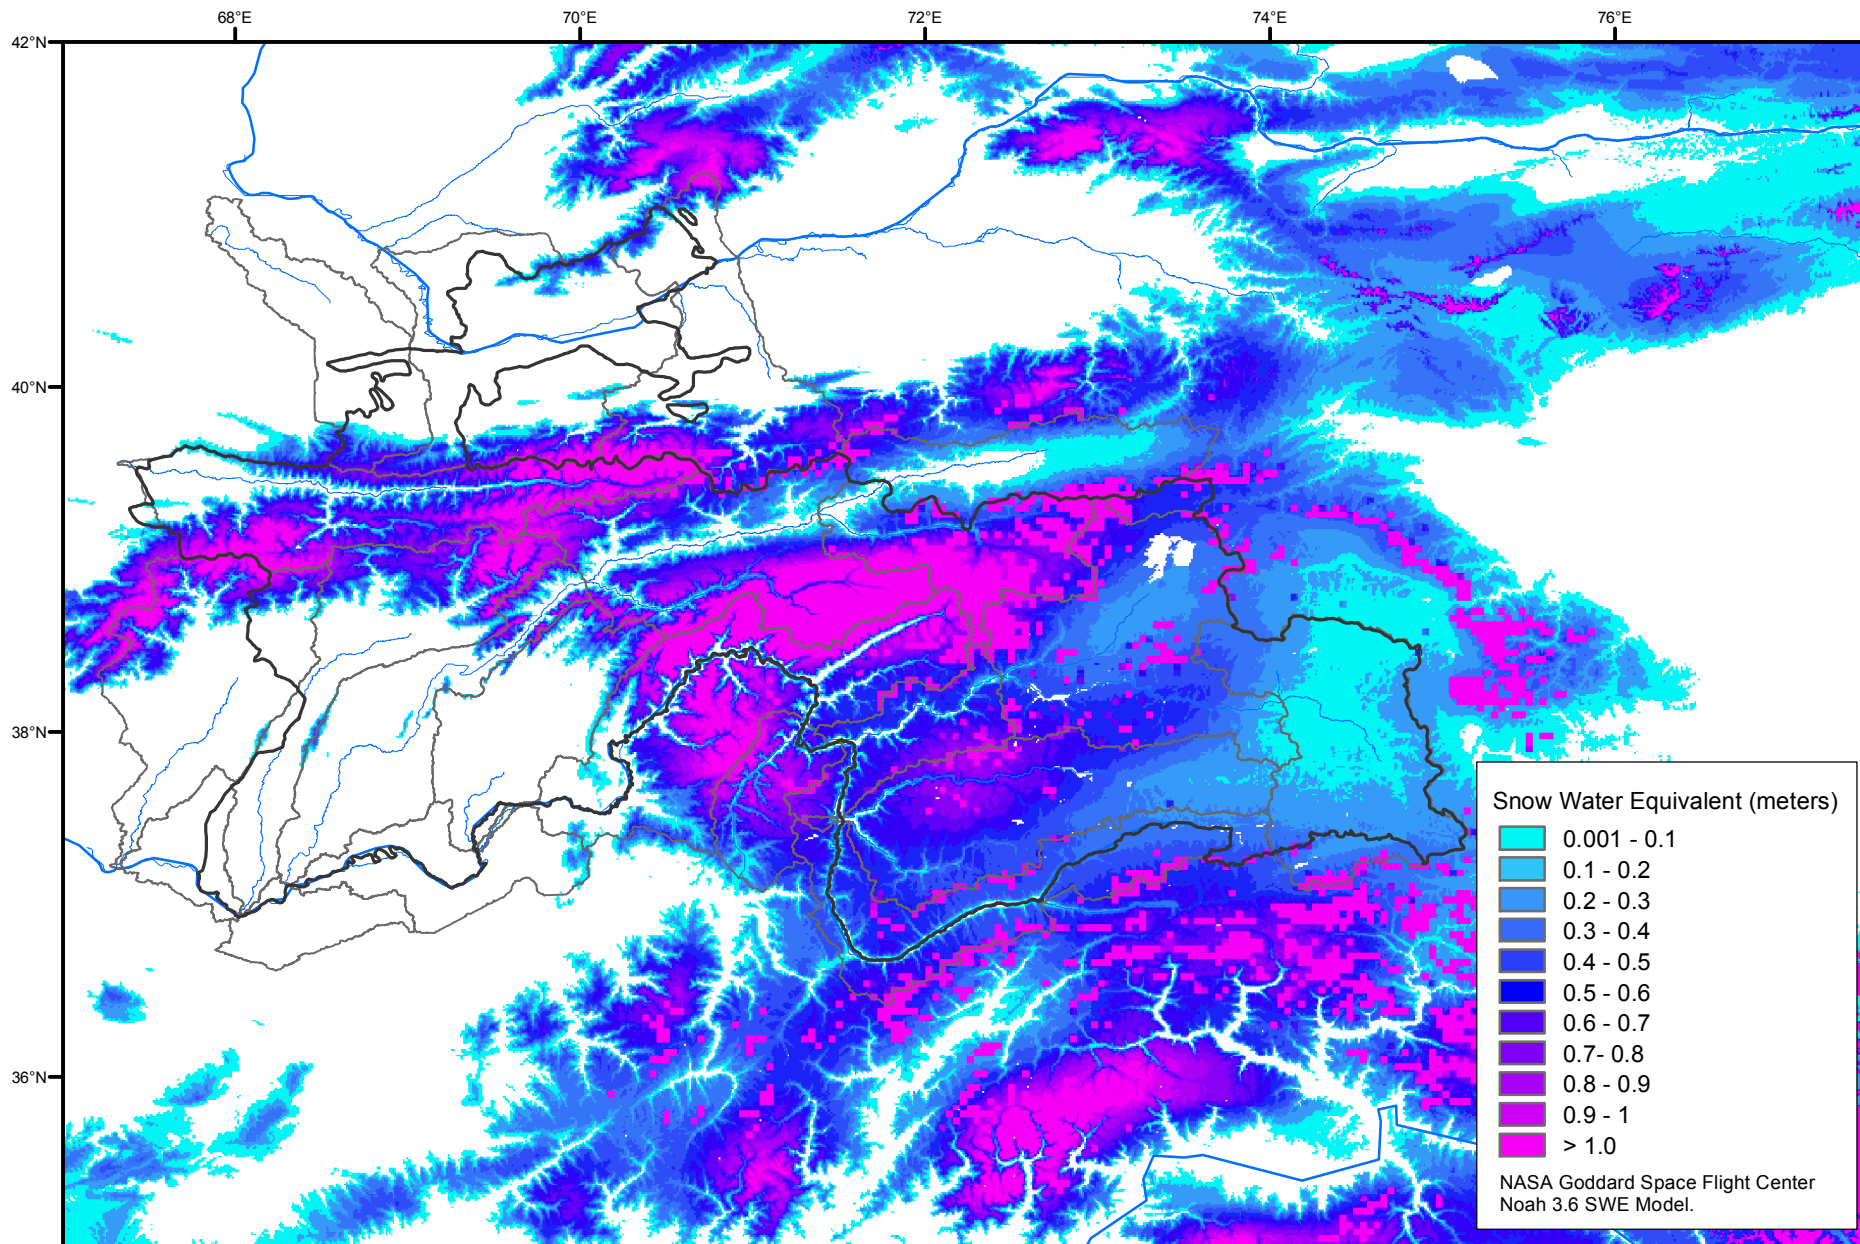 68°E
70°E
72°E
74°E
76°E
42°N
40°N
38°N
36°N
Snow Water Equivalent (meters)
0.001 - 0.1
0.1 - 0.2
0.2 - 0.3
0.3 - 0.4
0.4 - 0.5
0.5 - 0.6
0.6 - 0.7
0.7- 0.8
0.8 - 0.9
0.9 - 1
> 1.0
NASA Goddard Space Flight Center
Noah 3.6 SWE Model.